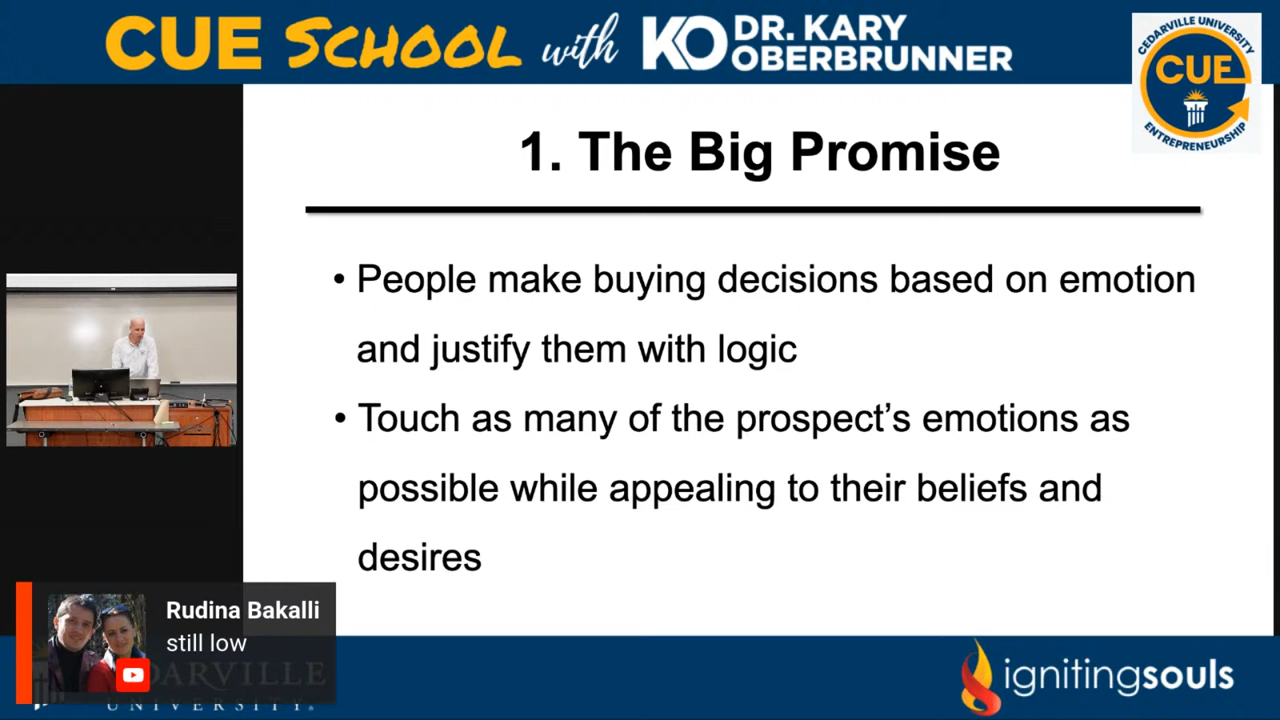 CUE SCHOOL with KO DR. KARY OBERBRUNNER
CEDARVILLE UNIVERSITY
CUE
ENTREPRENEURSHIP
1. The Big Promise
• People make buying decisions based on emotion
and justify them with logic
• Touch as many of the prospect’s emotions as
possible while appealing to their beliefs and
desires
Rudina Bakalli
still low
DARVILLE
UNIVERSITY.
ignitingsouls